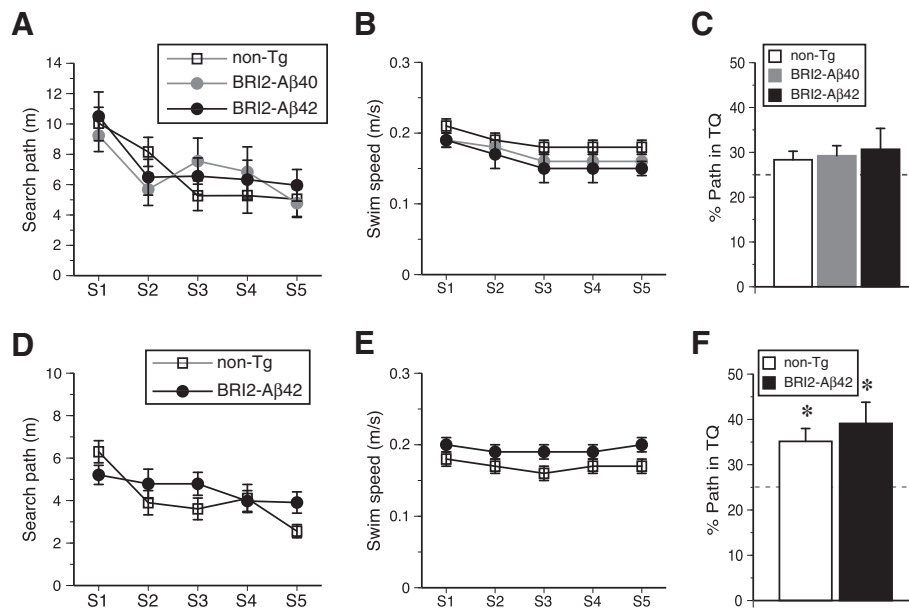 A
B
C
Search path (m)
14
12
10
8
6
4
2
0
S1 S2 S3 S4 S5
non-Tg
BRI2-Aβ40
BRI2-Aβ42
Swim speed (m/s)
0.3
0.2
0.1
0
S1 S2 S3 S4 S5
% Path in TQ
50
40
30
20
10
0
non-Tg
BRI2-Aβ40
BRI2-Aβ42
D
E
F
Search path (m)
10
8
6
4
2
0
S1 S2 S3 S4 S5
non-Tg
BRI2-Aβ42
Swim speed (m/s)
0.3
0.2
0.1
0
S1 S2 S3 S4 S5
% Path in TQ
50
40
30
20
10
0
non-Tg
BRI2-Aβ42
* *